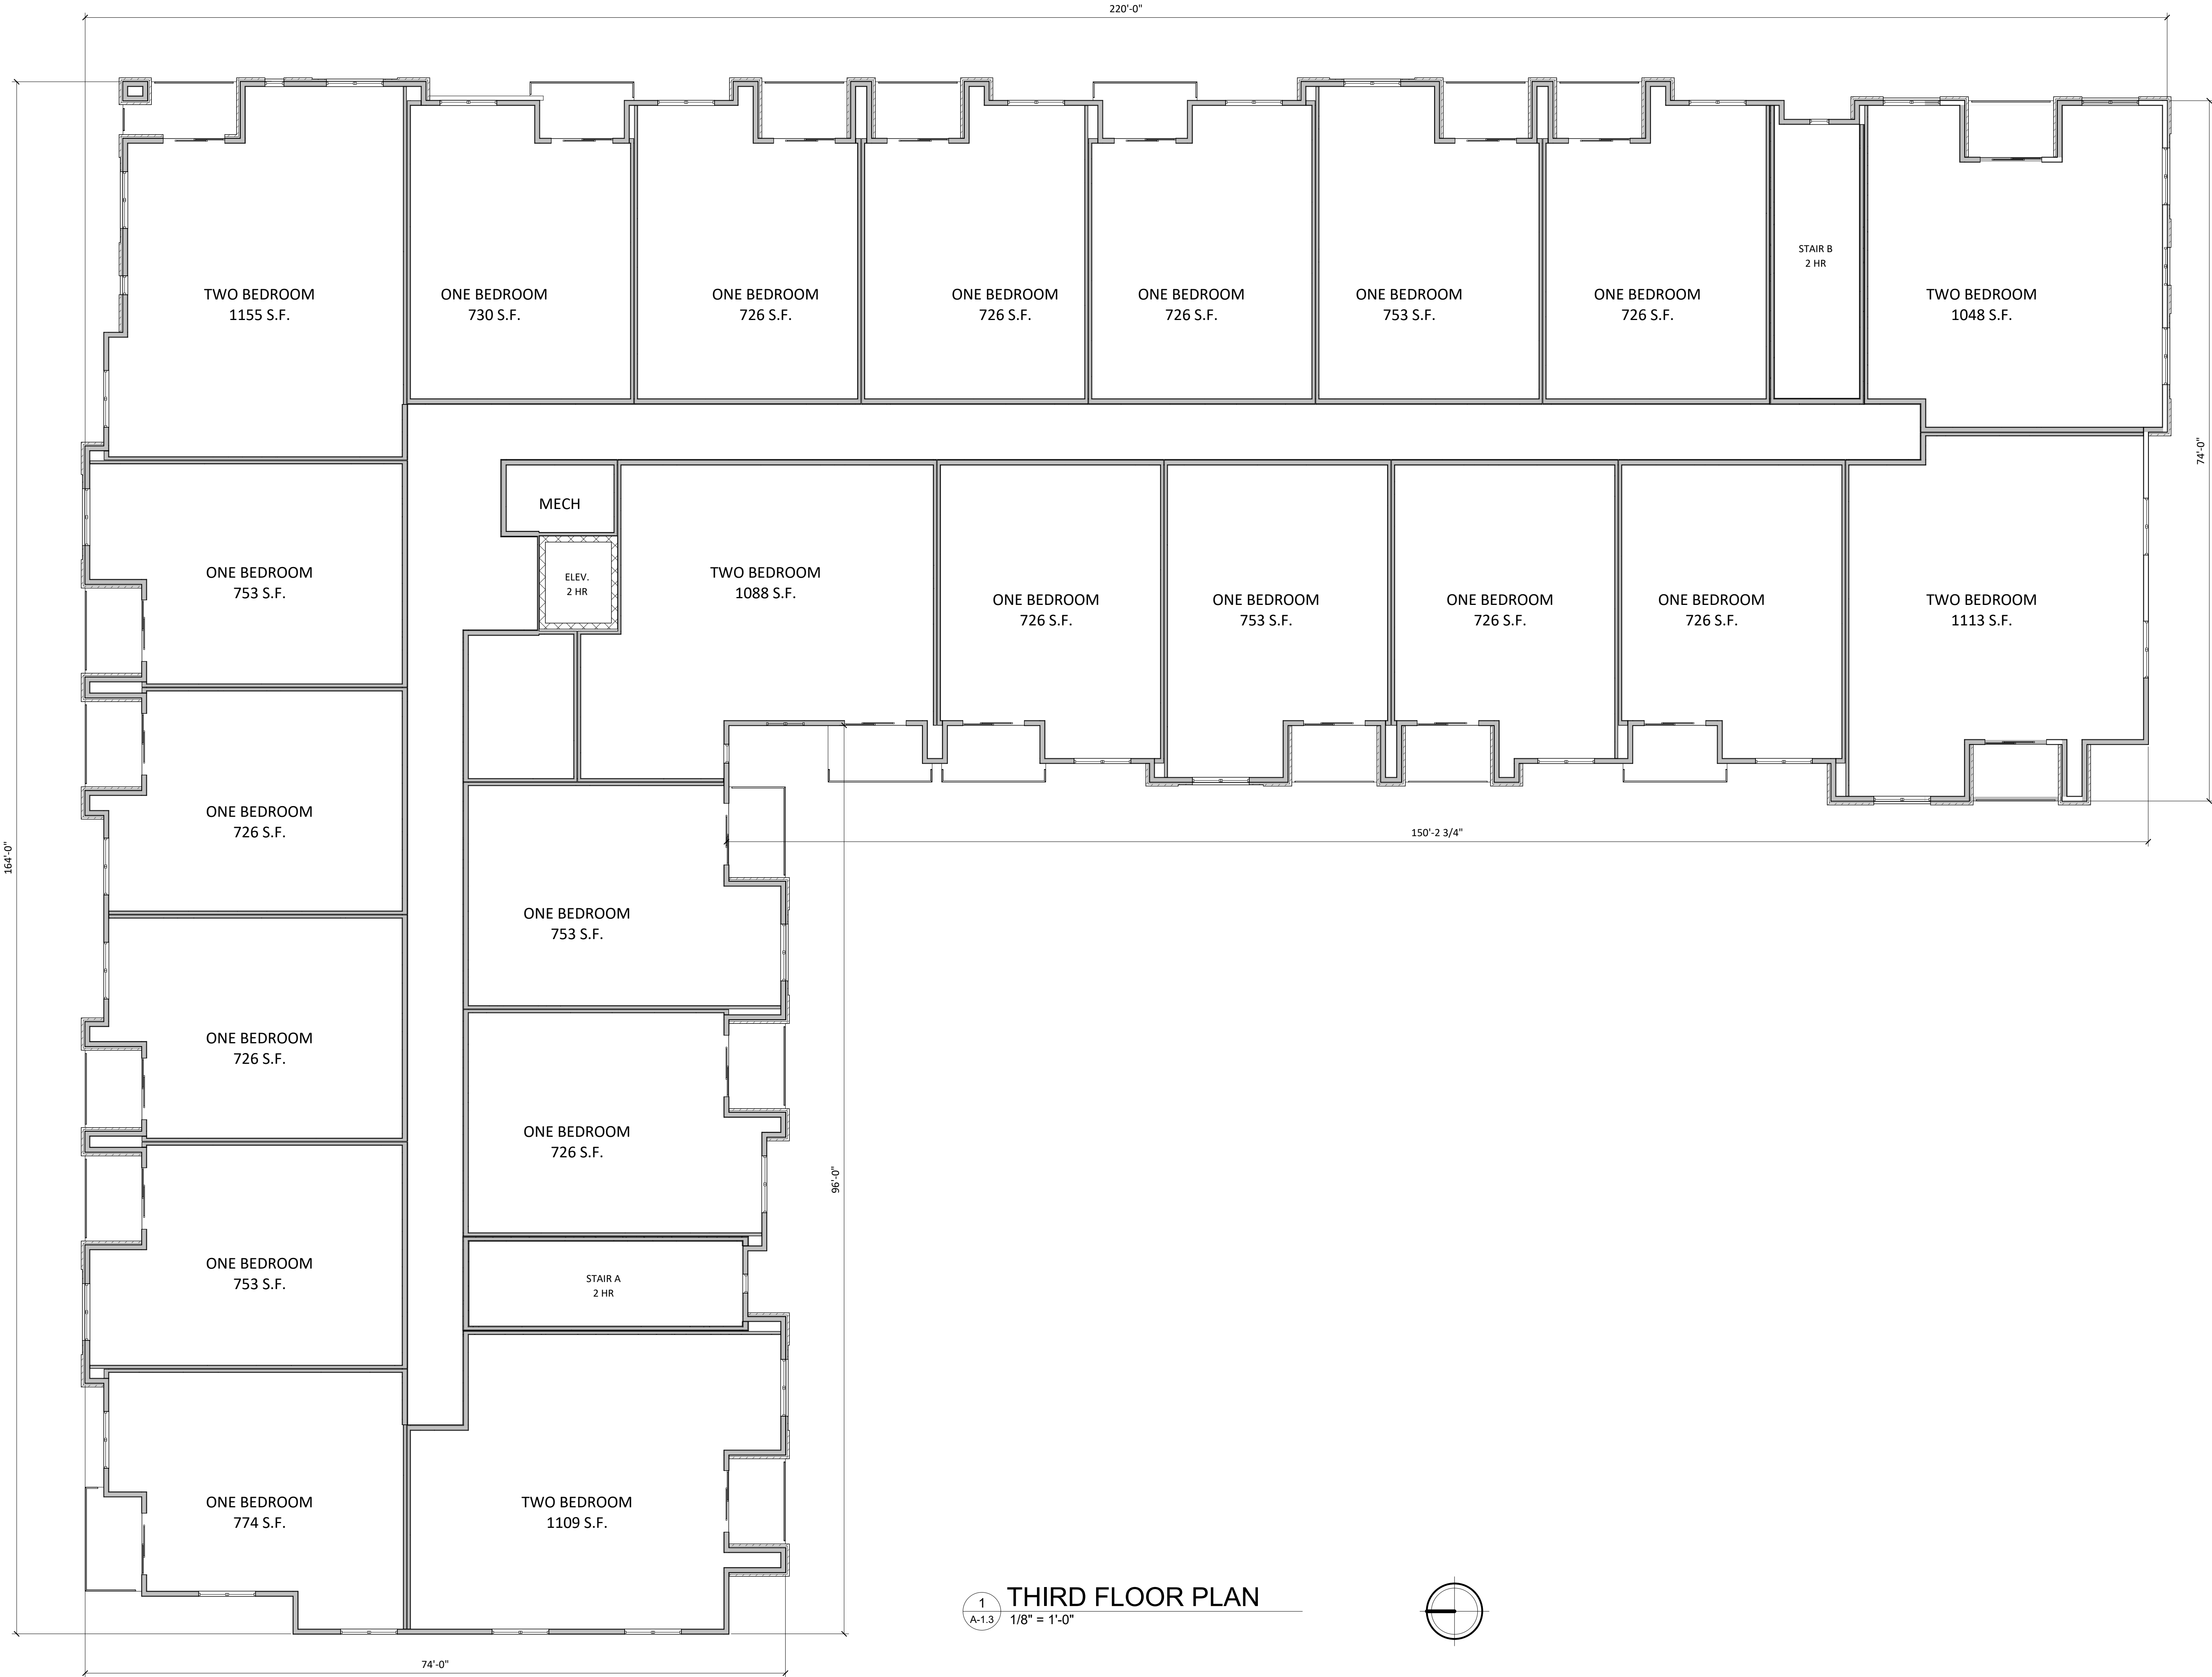 220'-0"
STAIR B
2 HR
TWO BEDROOM
1155 S.F.
ONE BEDROOM
730 S.F.
ONE BEDROOM
726 S.F.
ONE BEDROOM
726 S.F.
ONE BEDROOM
726 S.F.
ONE BEDROOM
753 S.F.
ONE BEDROOM
726 S.F.
TWO BEDROOM
1048 S.F.
74'-0"
MECH
ELEV.
2 HR
ONE BEDROOM
753 S.F.
TWO BEDROOM
1088 S.F.
ONE BEDROOM
726 S.F.
ONE BEDROOM
753 S.F.
ONE BEDROOM
726 S.F.
ONE BEDROOM
726 S.F.
TWO BEDROOM
1113 S.F.
ONE BEDROOM
726 S.F.
150'-2 3/4"
164'-0"
ONE BEDROOM
753 S.F.
ONE BEDROOM
726 S.F.
ONE BEDROOM
726 S.F.
96'-0"
ONE BEDROOM
753 S.F.
STAIR A
2 HR
ONE BEDROOM
774 S.F.
TWO BEDROOM
1109 S.F.
1
A-1.3
THIRD FLOOR PLAN
1/8" = 1'-0"
74'-0"